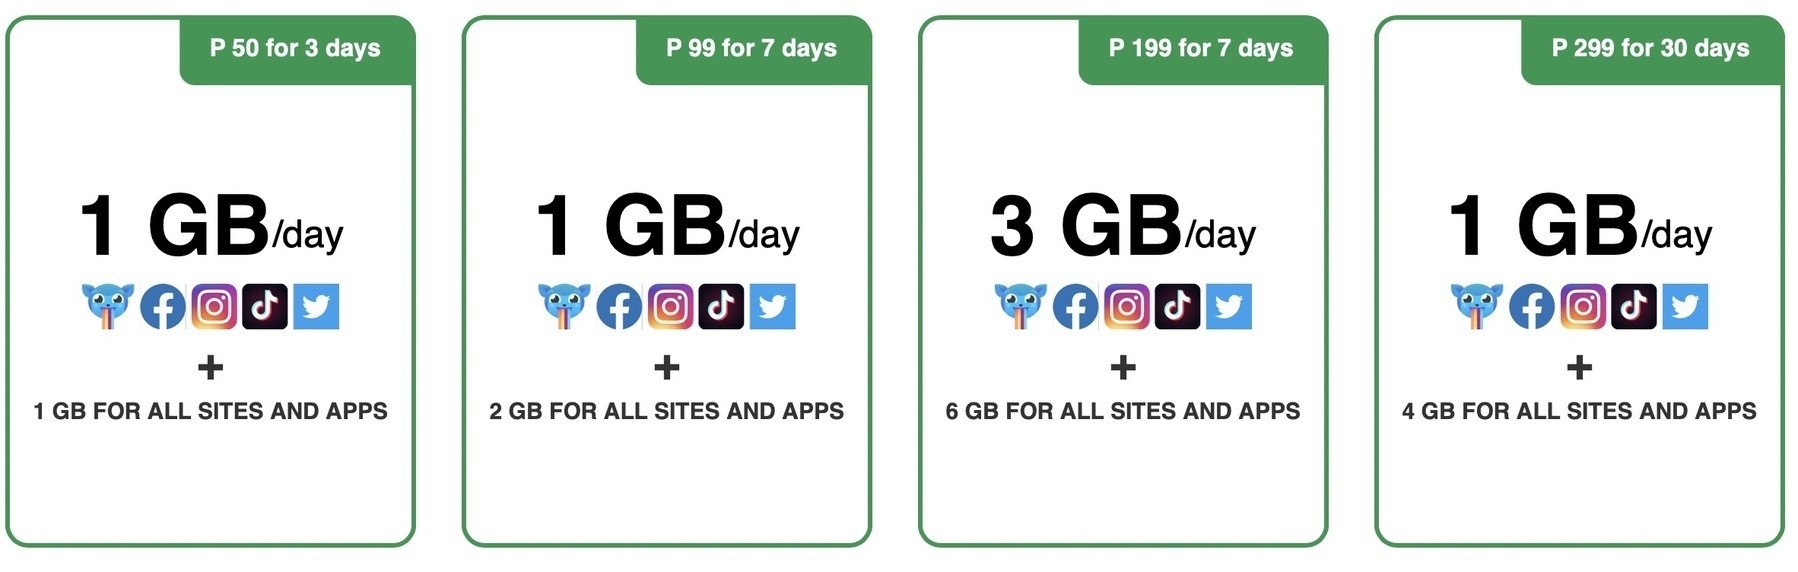 P 50 for 3 days
1 GB/day
+
1 GB FOR ALL SITES AND APPS
P 99 for 7 days
1 GB/day
+
2 GB FOR ALL SITES AND APPS
P 199 for 7 days
3 GB/day
+
6 GB FOR ALL SITES AND APPS
P 299 for 30 days
1 GB/day
+
4 GB FOR ALL SITES AND APPS